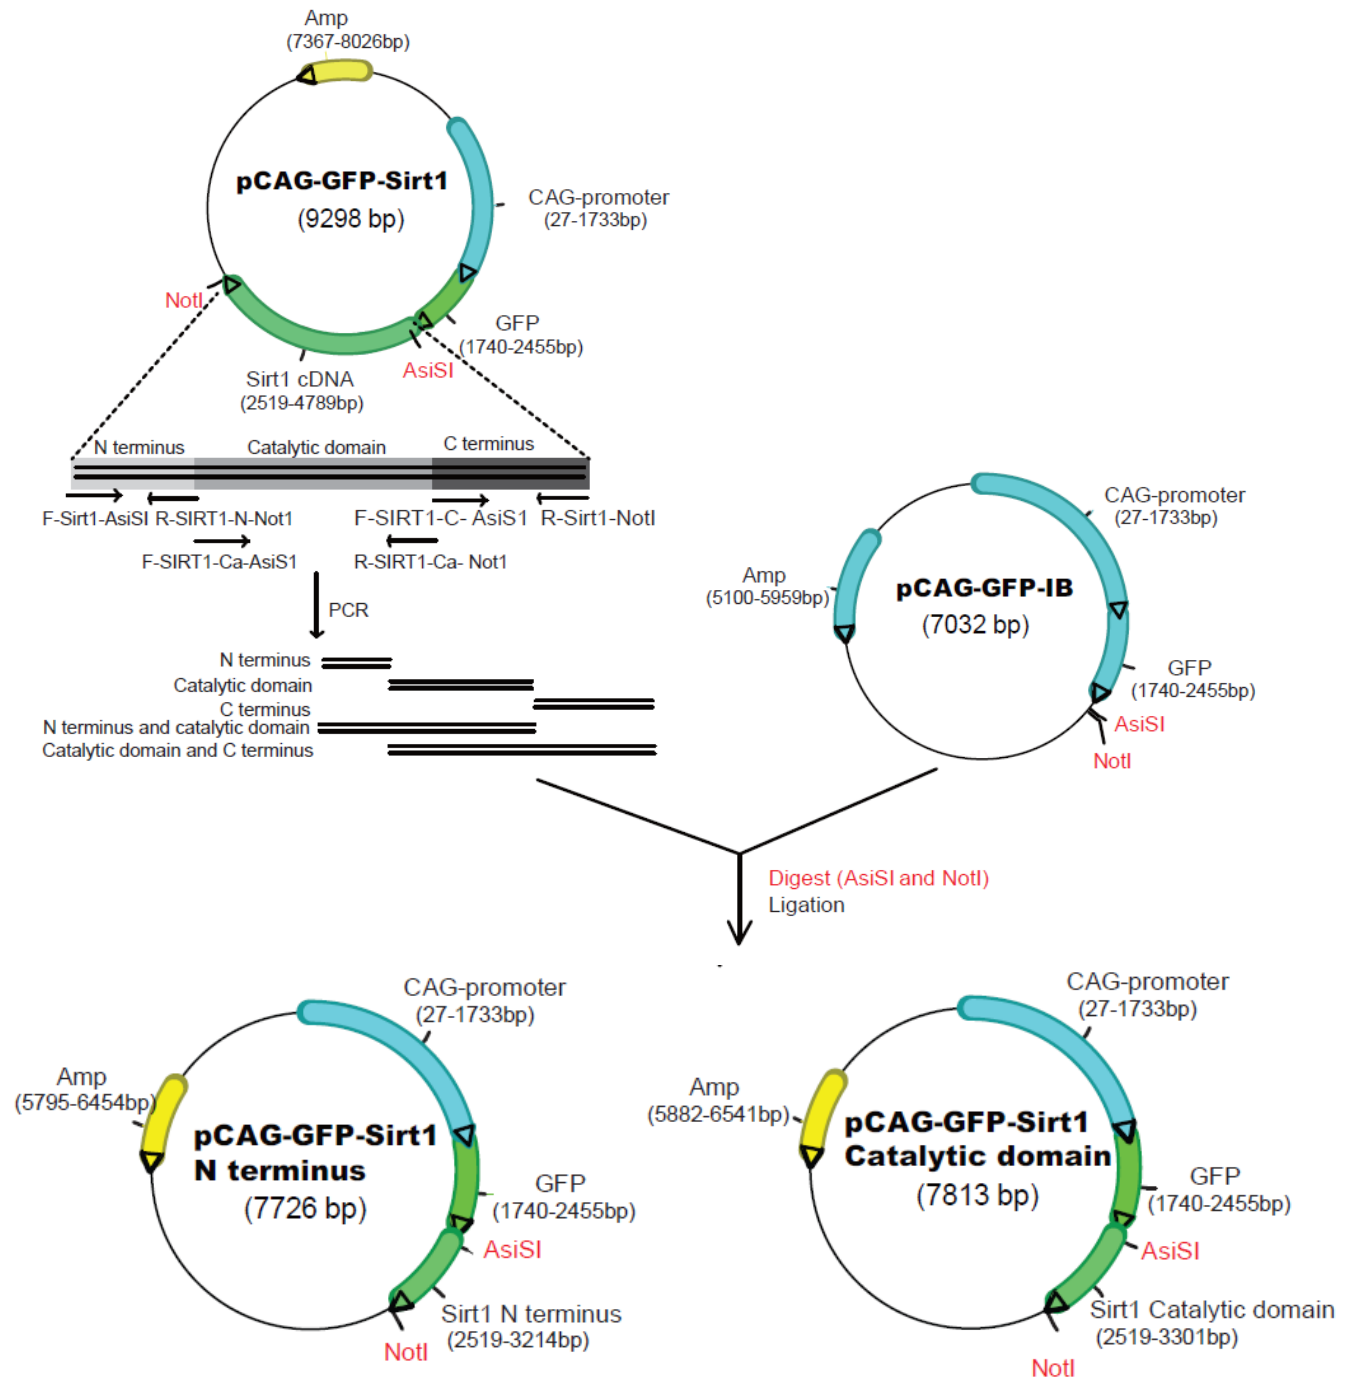 Amp
(7367-8026bp)
pCAG-GFP-Sirt1
(9298 bp)
CAG-promoter
(27-1733bp)
NotI
GFP
(1740-2455bp)
AsiSI
Sirt1 cDNA
(2519-4789bp)
N terminus Catalytic domain C terminus
F-Sirt1-AsiSI R-SIRT1-N-Not1 F-SIRT1-C- AsiS1 R-Sirt1-NotI
F-SIRT1-Ca-AsiS1 R-SIRT1-Ca- Not1
PCR
N terminus
Catalytic domain
C terminus
N terminus and catalytic domain
Catalytic domain and C terminus
CAG-promoter
(27-1733bp)
Amp
(5100-5959bp)
pCAG-GFP-IB
(7032 bp)
GFP
(1740-2455bp)
AsiSI
NotI
Digest (AsiSI and NotI)
Ligation
CAG-promoter
(27-1733bp)
Amp
(5795-6454bp)
pCAG-GFP-Sirt1
N terminus
(7726 bp)
GFP
(1740-2455bp)
AsiSI
Sirt1 N terminus
(2519-3214bp)
NotI
CAG-promoter
(27-1733bp)
Amp
(5882-6541bp)
pCAG-GFP-Sirt1
Catalytic domain
(7813 bp)
GFP
(1740-2455bp)
AsiSI
Sirt1 Catalytic domain
(2519-3301bp)
NotI